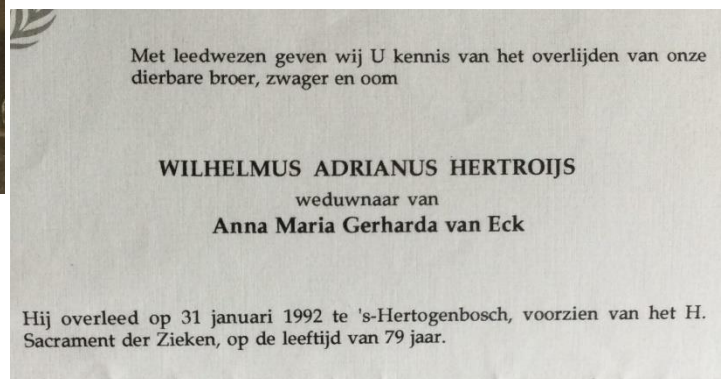 Met leedwezen geven wij U kennis van het overlijden van onze
dierbare broer, zwager en oom
WILHELMUS ADRIANUS HERTROIJS
weduwnaar van
Anna Maria Gerharda van Eck
Hij overleed op 31 januari 1992 te 's-Hertogenbosch, voorzien van het H.
Sacrament der Zieken, op de leeftijd van 79 jaar.